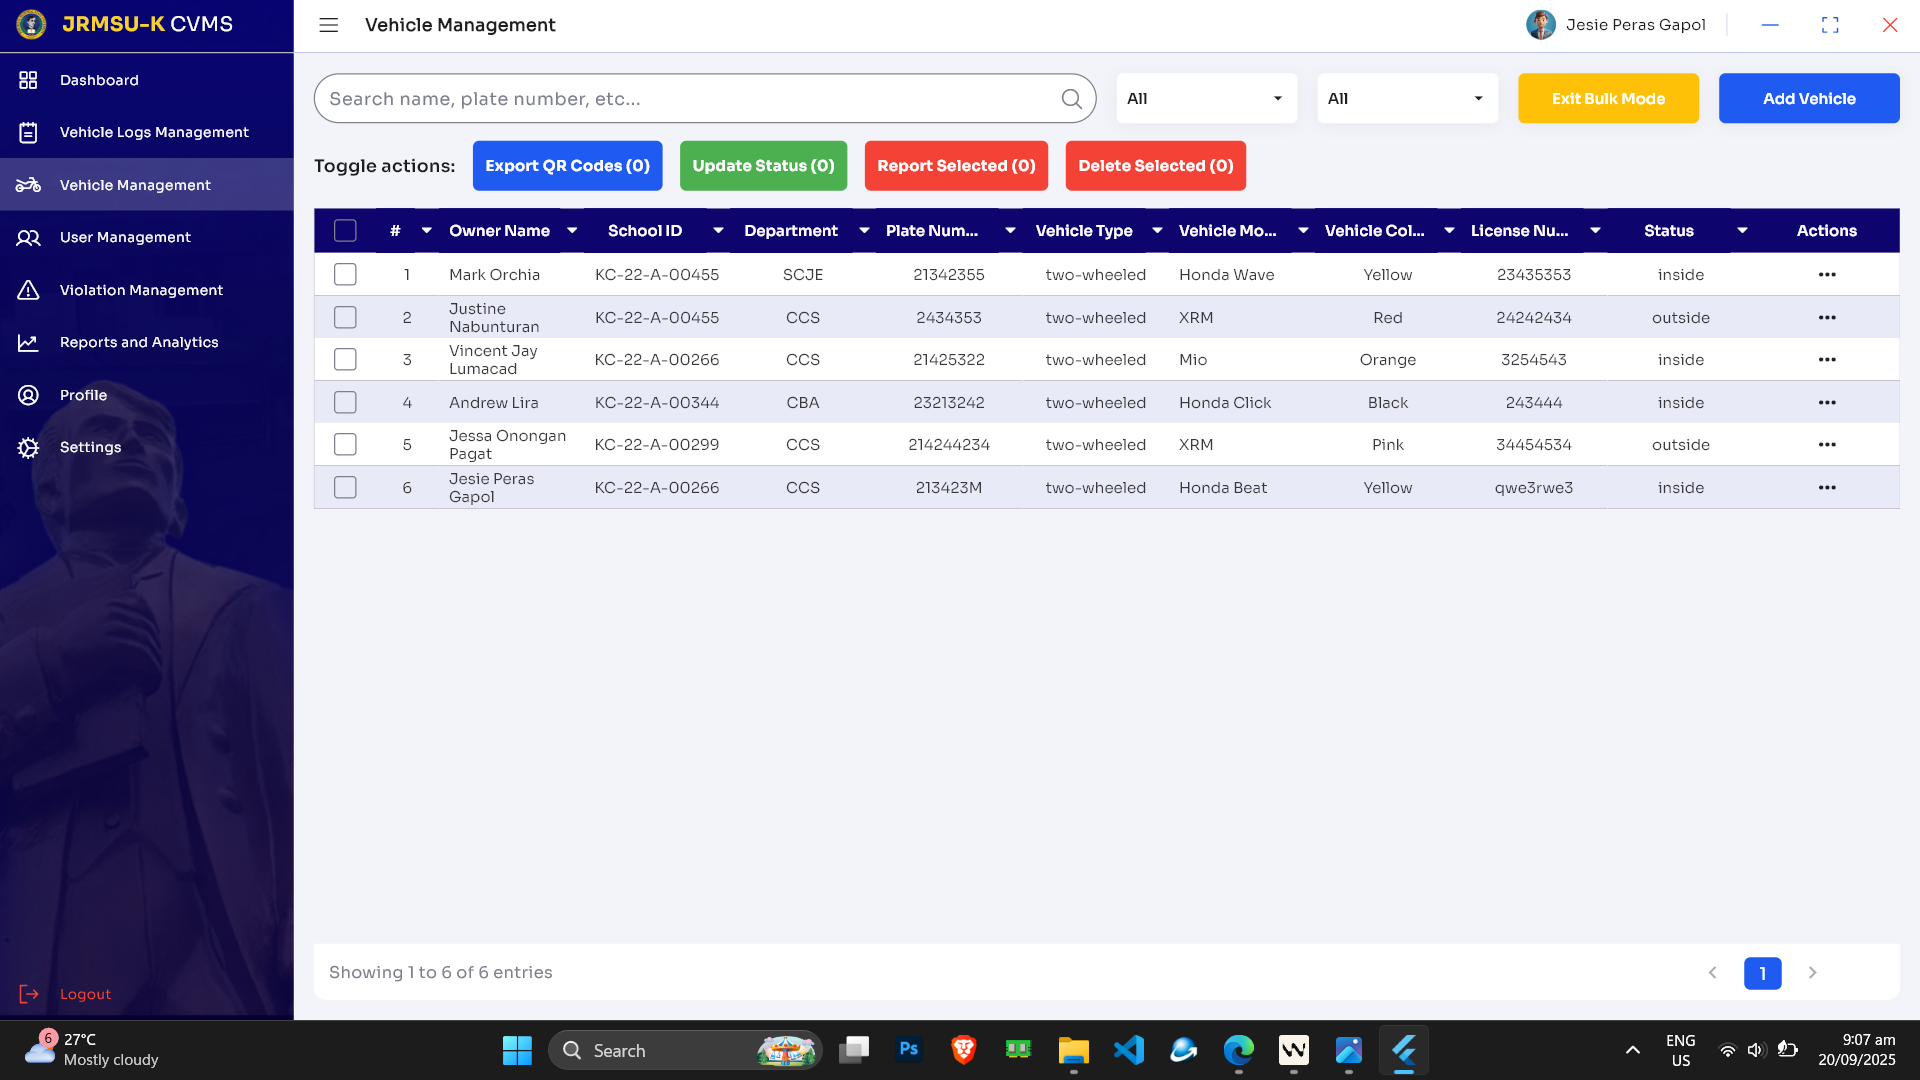 JRMSU-K CVMS
Vehicle Management
Jesie Peras Gapol
Dashboard
Vehicle Logs Management
Vehicle Management
User Management
Violation Management
Reports and Analytics
Profile
Settings
Logout
Search name, plate number, etc...
All
All
Exit Bulk Mode
Add Vehicle
Toggle actions:
Export QR Codes (0)
Update Status (0)
Report Selected (0)
Delete Selected (0)
# Owner Name School ID Department Plate Num... Vehicle Type Vehicle Mo... Vehicle Col... License Nu... Status Actions
1 Mark Orchia KC-22-A-00455 SCJE 21342355 two-wheeled Honda Wave Yellow 23435353 inside
2 Justine Nabunturan KC-22-A-00455 CCS 2434353 two-wheeled XRM Red 24242434 outside
3 Vincent Jay Lumacad KC-22-A-00266 CCS 21425322 two-wheeled Mio Orange 3254543 inside
4 Andrew Lira KC-22-A-00344 CBA 23213242 two-wheeled Honda Click Black 243444 inside
5 Jessa Onongan Pagat KC-22-A-00299 CCS 214244234 two-wheeled XRM Pink 34454534 outside
6 Jesie Peras Gapol KC-22-A-00266 CCS 213423M two-wheeled Honda Beat Yellow qwe3rwe3 inside
Showing 1 to 6 of 6 entries
1
6
27°C
Mostly cloudy
Search
Ps
ENG
US
9:07 am
20/09/2025